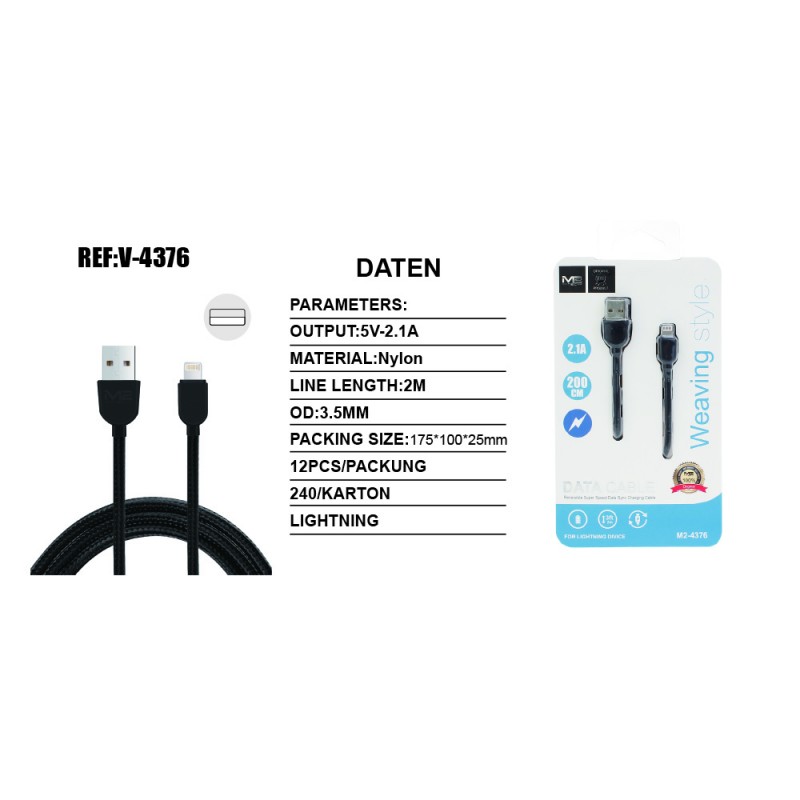 REF:V-4376
DATEN
PARAMETERS:
OUTPUT:5V-2.1A
MATERIAL:Nylon
LINE LENGTH:2M
OD:3.5MM
PACKING SIZE:175*100*25mm
12PCS/PACKUNG
240/KARTON
LIGHTNING
2.1A
200
CM
Weaving style
DATA CABLE
100%
FOR LIGHTNING DIVICE
M2-4376